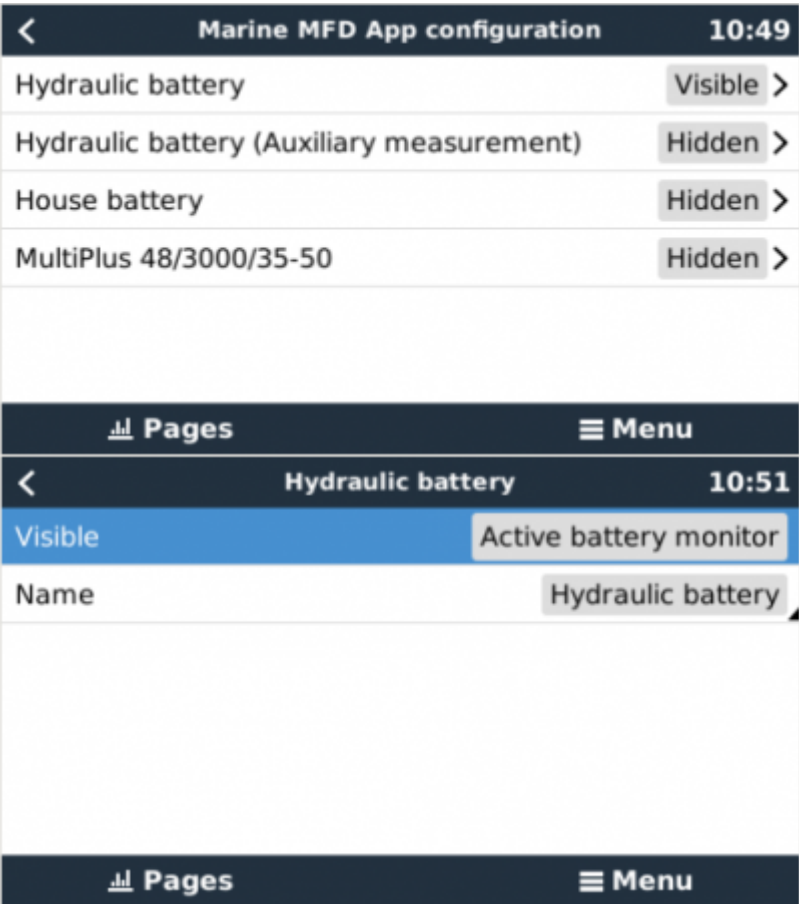 Marine MFD App configuration 10:49
Hydraulic battery Visible
Hydraulic battery (Auxiliary measurement) Hidden
House battery Hidden
MultiPlus 48/3000/35-50 Hidden
Pages Menu
Hydraulic battery 10:51
Visible Active battery monitor
Name Hydraulic battery
Pages Menu